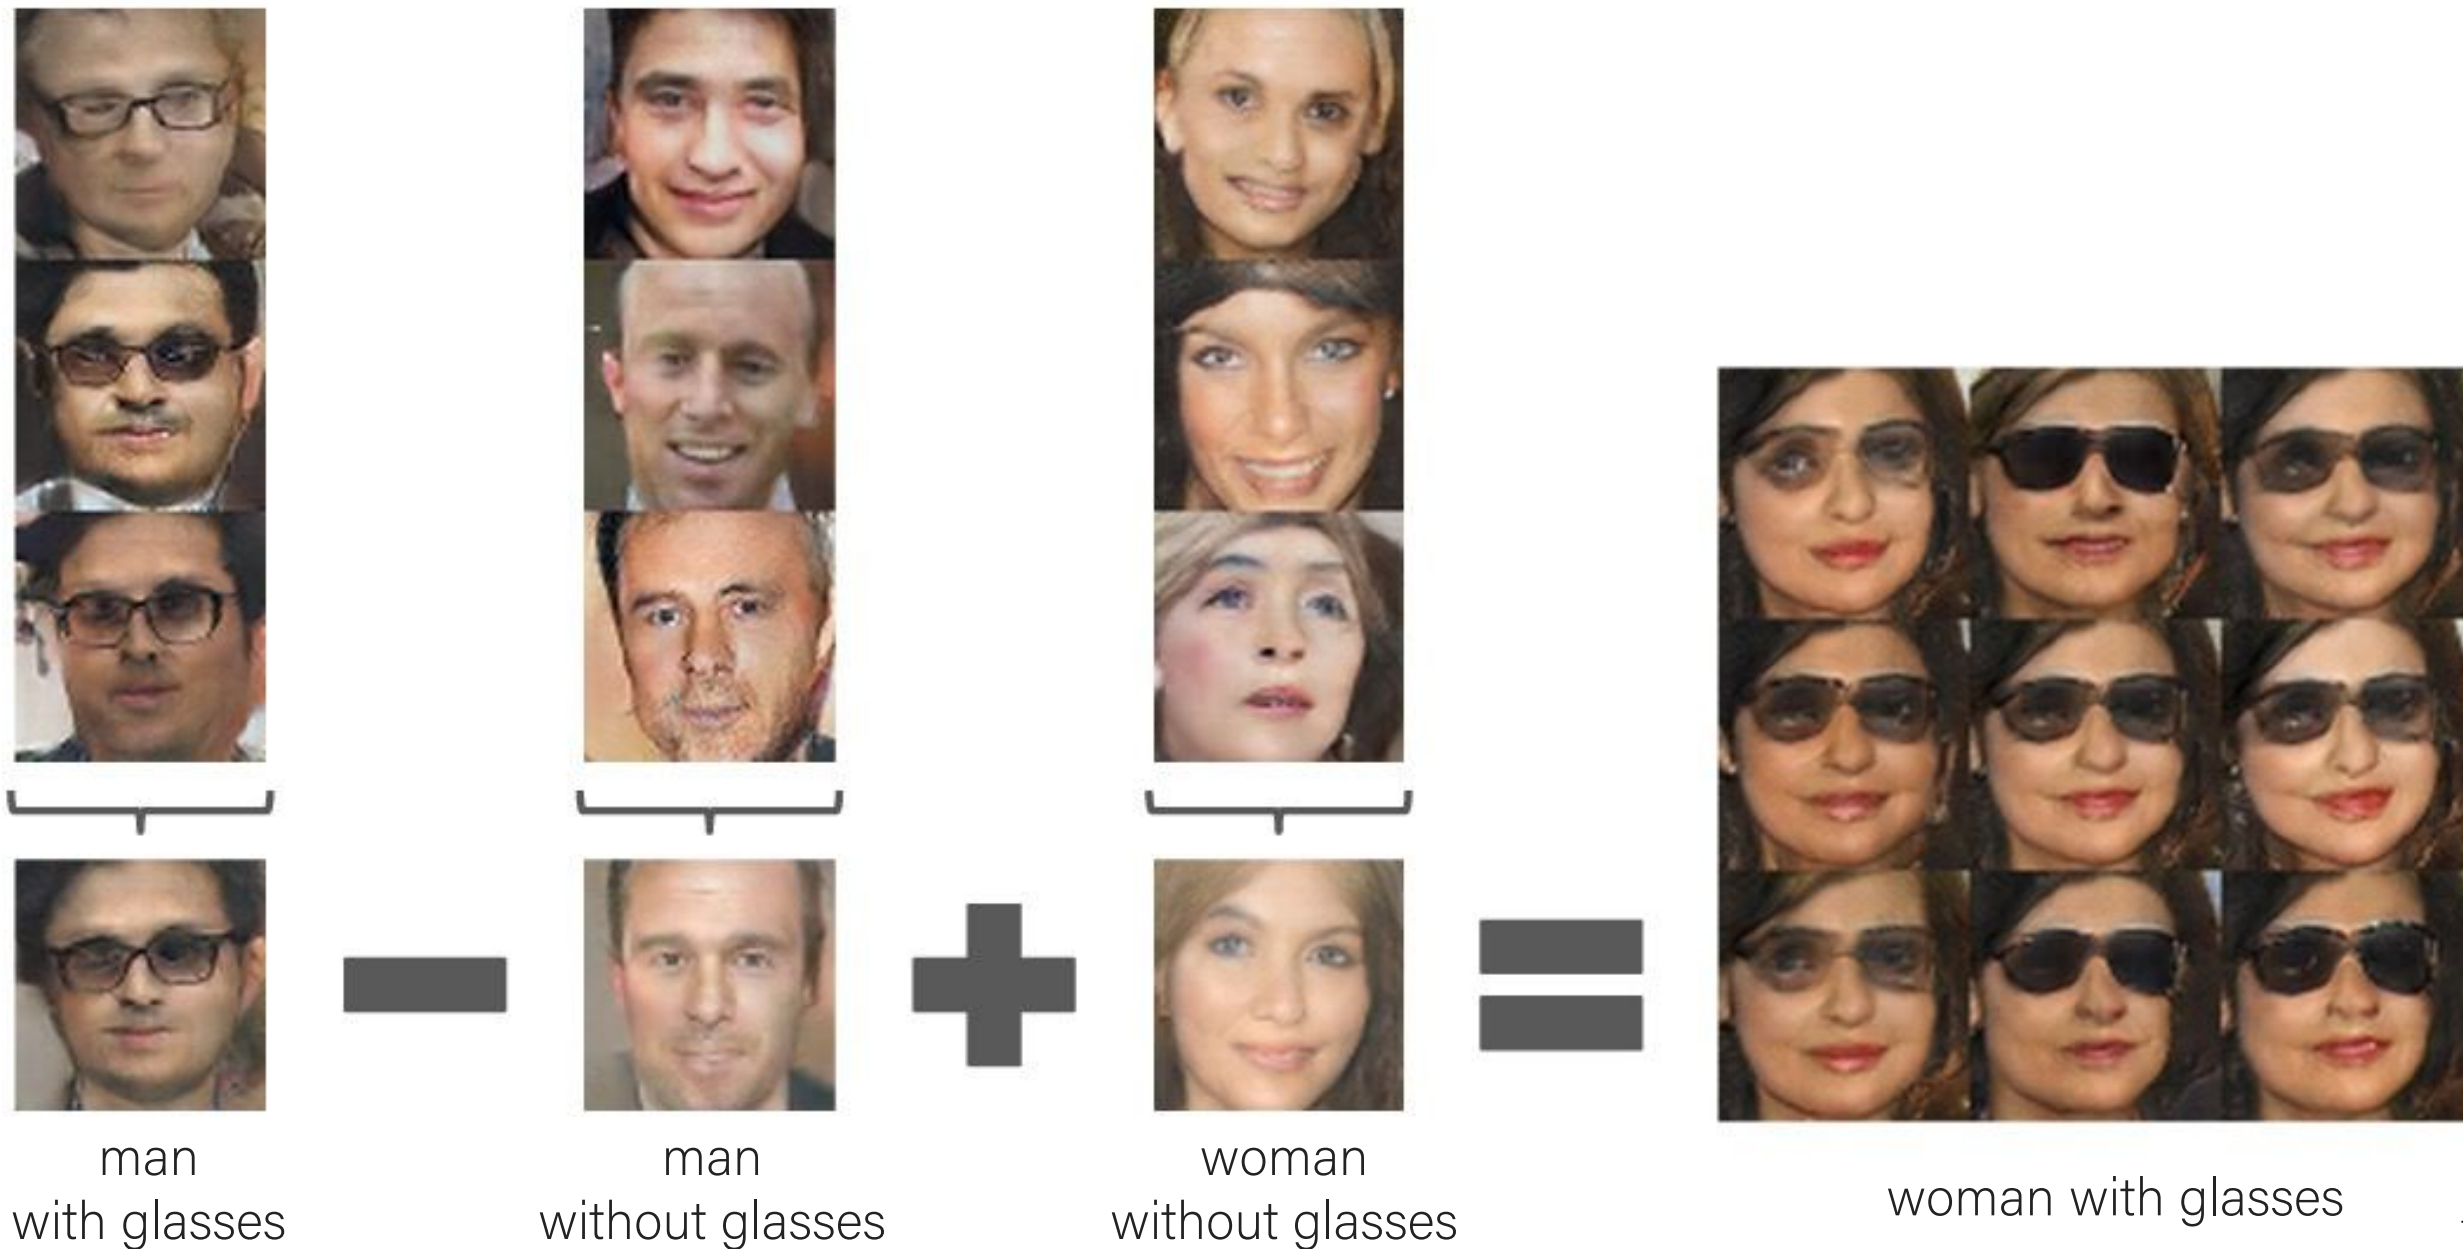 man
with glasses
man
without glasses
woman
without glasses
woman with glasses